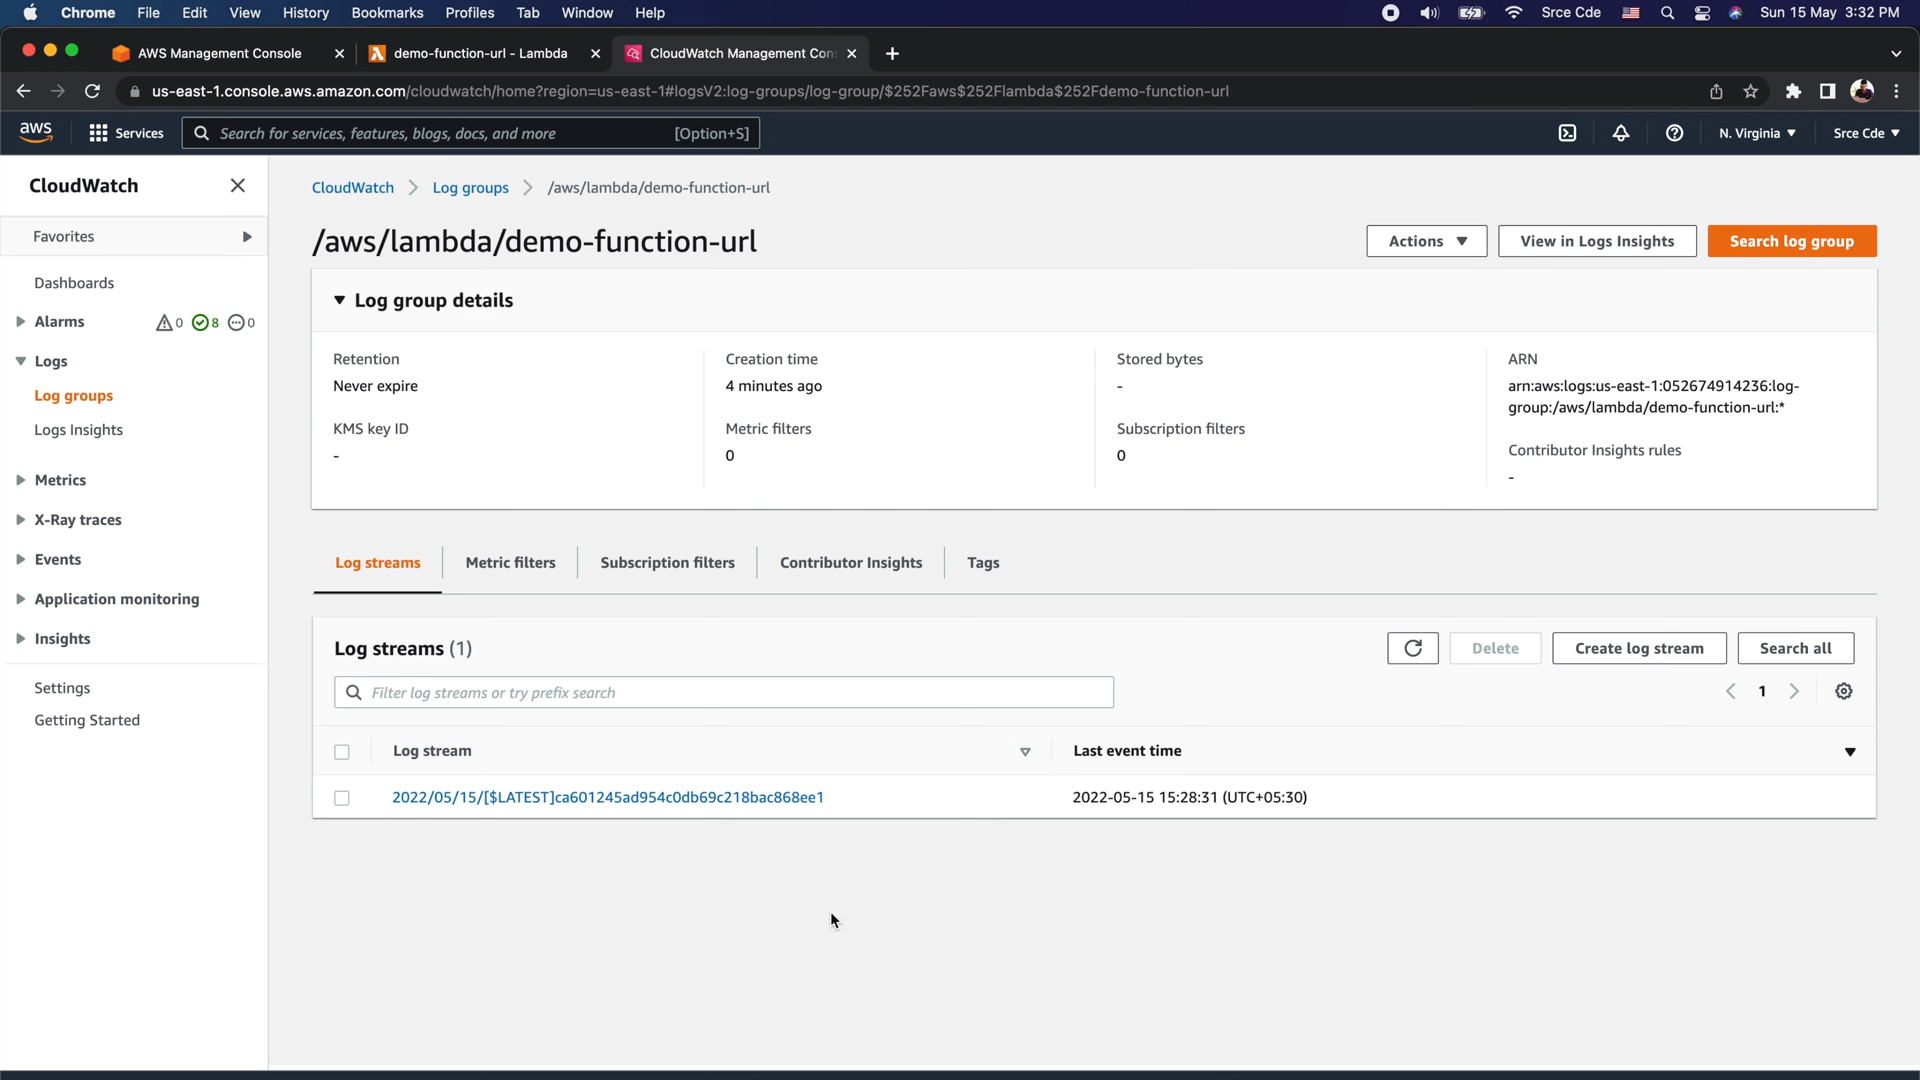 Chrome File Edit View History Bookmarks Profiles Tab Window Help Srce Cde Sun 15 May 3:32 PM
AWS Management Console demo-function-url - Lambda CloudWatch Management Con
us-east-1.console.aws.amazon.com/cloudwatch/home?region=us-east-1#logsV2:log-groups/log-group/$252Faws$252Flambda$252Fdemo-function-url
aws Services Search for services, features, blogs, docs, and more [Option+S] N. Virginia Srce Cde
CloudWatch
Favorites
Dashboards
Alarms 0 8 0
Logs
Log groups
Logs Insights
Metrics
X-Ray traces
Events
Application monitoring
Insights
Settings
Getting Started
CloudWatch Log groups /aws/lambda/demo-function-url
/aws/lambda/demo-function-url Actions View in Logs Insights Search log group
Log group details
Retention
Never expire
KMS key ID
-
Creation time
4 minutes ago
Metric filters
0
Stored bytes
-
Subscription filters
0
ARN
arn:aws:logs:us-east-1:052674914236:log-
group:/aws/lambda/demo-function-url:*
Contributor Insights rules
-
Log streams Metric filters Subscription filters Contributor Insights Tags
Log streams (1) Delete Create log stream Search all
Filter log streams or try prefix search 1
Log stream Last event time
2022/05/15/[$LATEST]ca601245ad954c0db69c218bac868ee1 2022-05-15 15:28:31 (UTC+05:30)